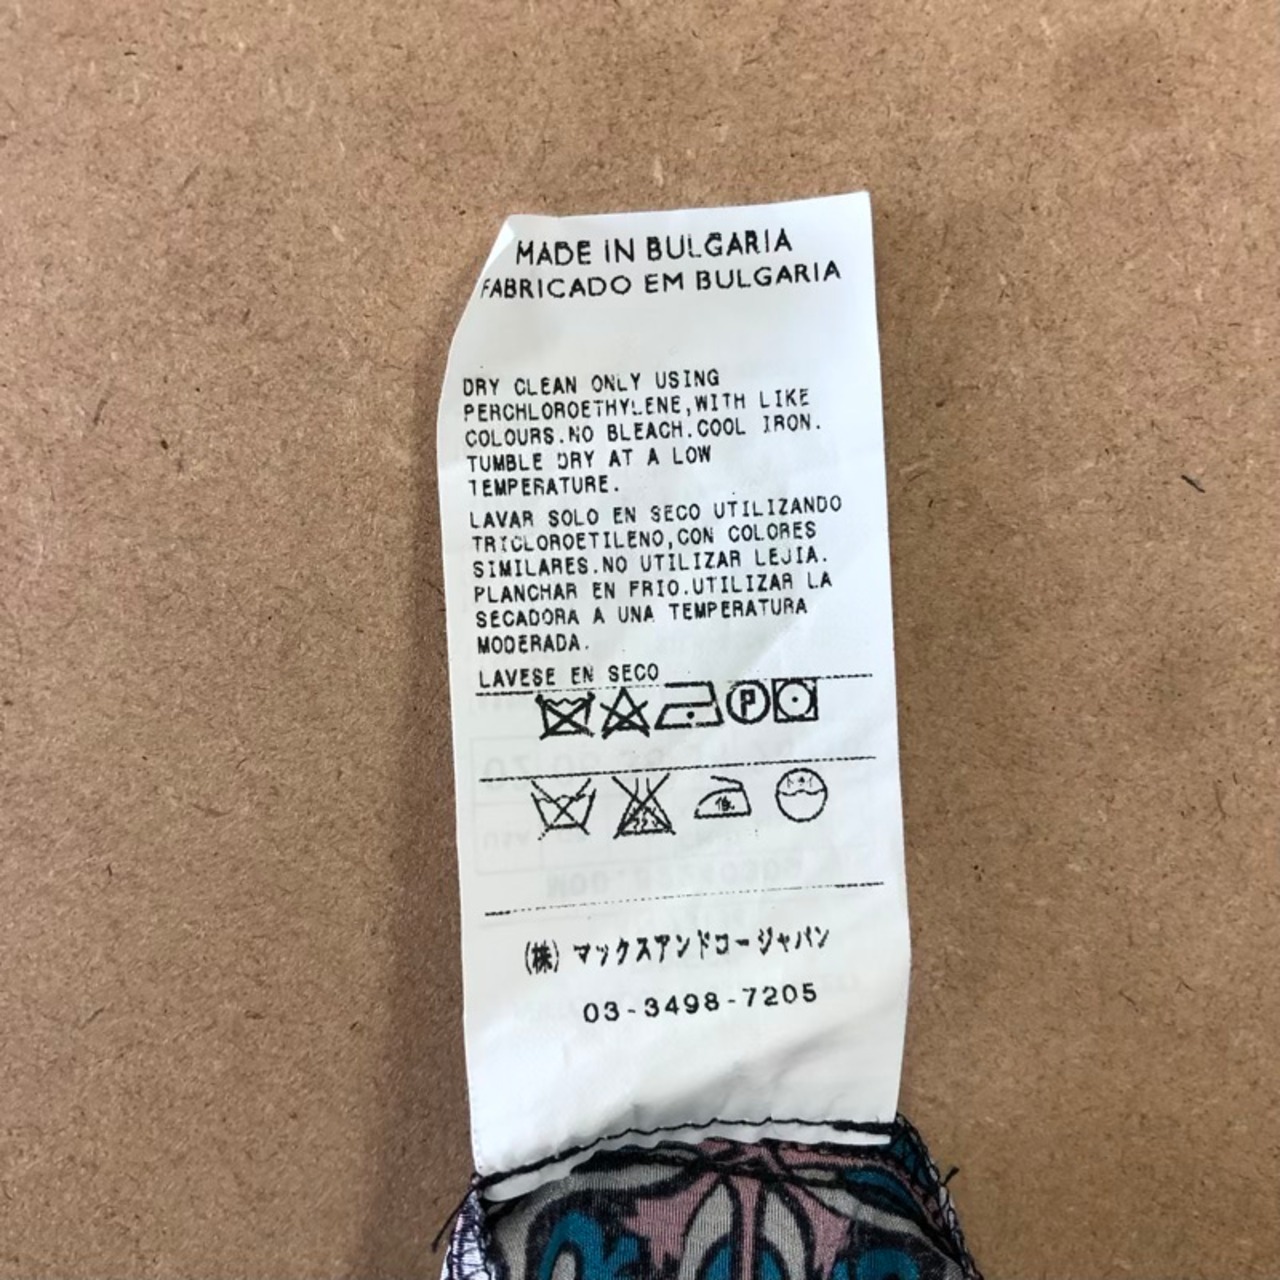 MADE IN BULGARIA
FABRICADO EM BULGARIA
DRY CLEAN ONLY USING
PERCHLOROETHYLENE,WITH LIKE
COLOURS.NO BLEACH.COOL IRON.
TUMBLE DRY AT A LOW
TEMPERATURE.
LAVAR SOLO EN SECO UTILIZANDO
TRICLOROETILENO,CON COLORES
SIMILARES.NO UTILIZAR LEJIA.
PLANCHAR EN FRIO.UTILIZAR LA
SECADORA A UNA TEMPERATURA
MODERADA.
LAVESE EN SECO
P
低
(株) マックスアンドコージャパン
03-3498-7205